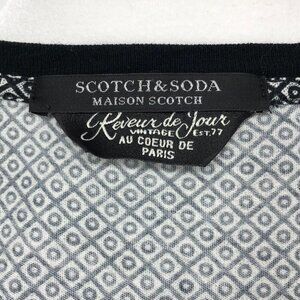 SCOTCH & SODA
MAISON SCOTCH
Reveur de Jour
VINTAGE EST.77
AU COEUR DE
PARIS